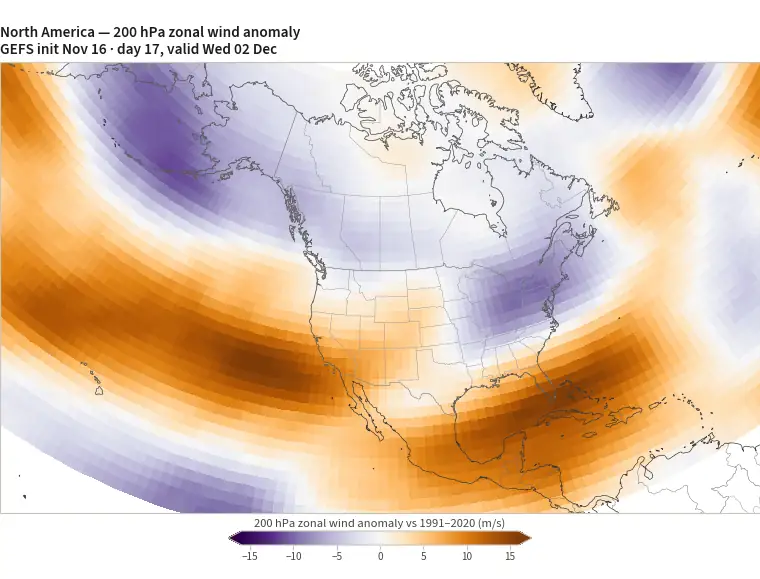 North America — 200 hPa zonal wind anomaly
GEFS init Nov 16 · day 17, valid Wed 02 Dec
200 hPa zonal wind anomaly vs 1991–2020 (m/s)
−15 −10 −5 0 5 10 15